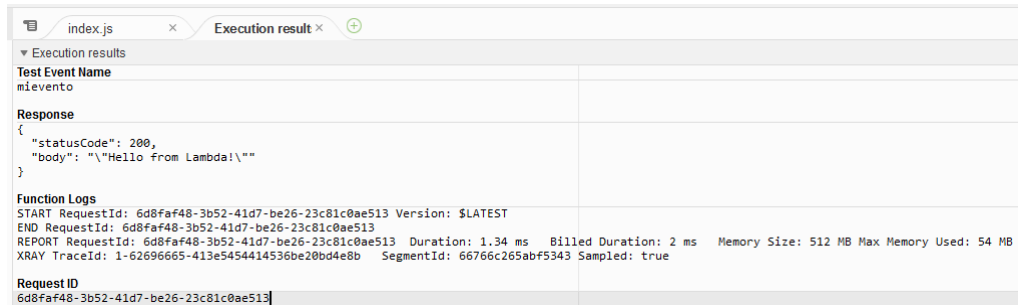 index.js × Execution result ×
Execution results
Test Event Name
mievento
Response
{
"statusCode": 200,
"body": "\"Hello from Lambda!\""
}
Function Logs
START RequestId: 6d8faf48-3b52-41d7-be26-23c81c0ae513 Version: $LATEST
END RequestId: 6d8faf48-3b52-41d7-be26-23c81c0ae513
REPORT RequestId: 6d8faf48-3b52-41d7-be26-23c81c0ae513 Duration: 1.34 ms Billed Duration: 2 ms Memory Size: 512 MB Max Memory Used: 54 MB
XRAY TraceId: 1-62696665-413e5454414536be20bd4e8b SegmentId: 66766c265abf5343 Sampled: true
Request ID
6d8faf48-3b52-41d7-be26-23c81c0ae513